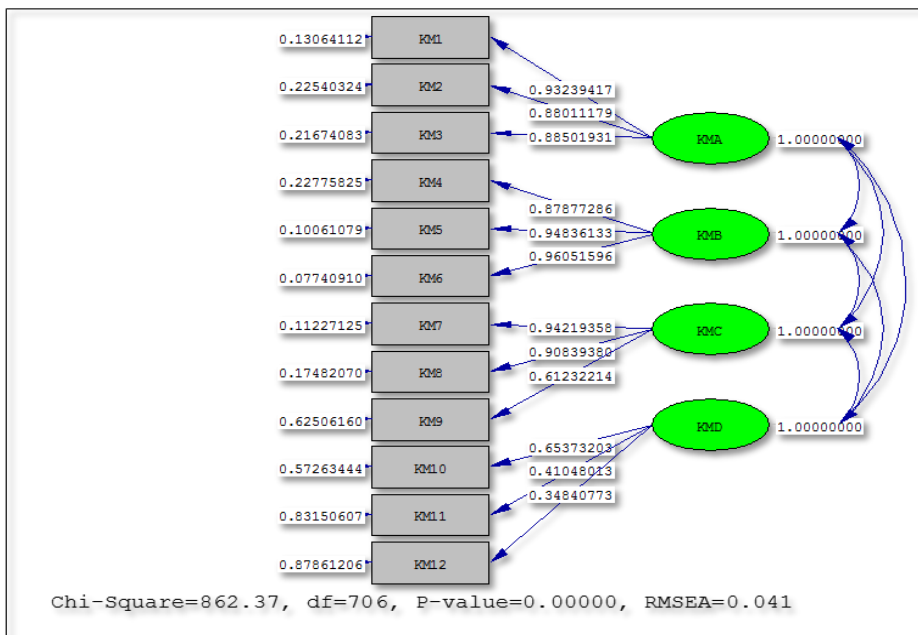 0.13064112 KM1
0.22540324 KM2 0.93239417
0.88011179
0.21674083 KM3 0.88501931 KMA 1.00000000
0.22775825 KM4
0.87877286
0.10061079 KM5 0.94836133 KMB 1.00000000
0.07740910 KM6 0.96051596
0.11227125 KM7 0.94219358 KMC 1.00000000
0.90839380
0.17482070 KM8 0.61232214
0.62506160 KM9 KMD 1.00000000
0.65373203
0.57263444 KM10 0.41048013
0.34840773
0.83150607 KM11
0.87861206 KM12
Chi-Square=862.37, df=706, P-value=0.00000, RMSEA=0.041